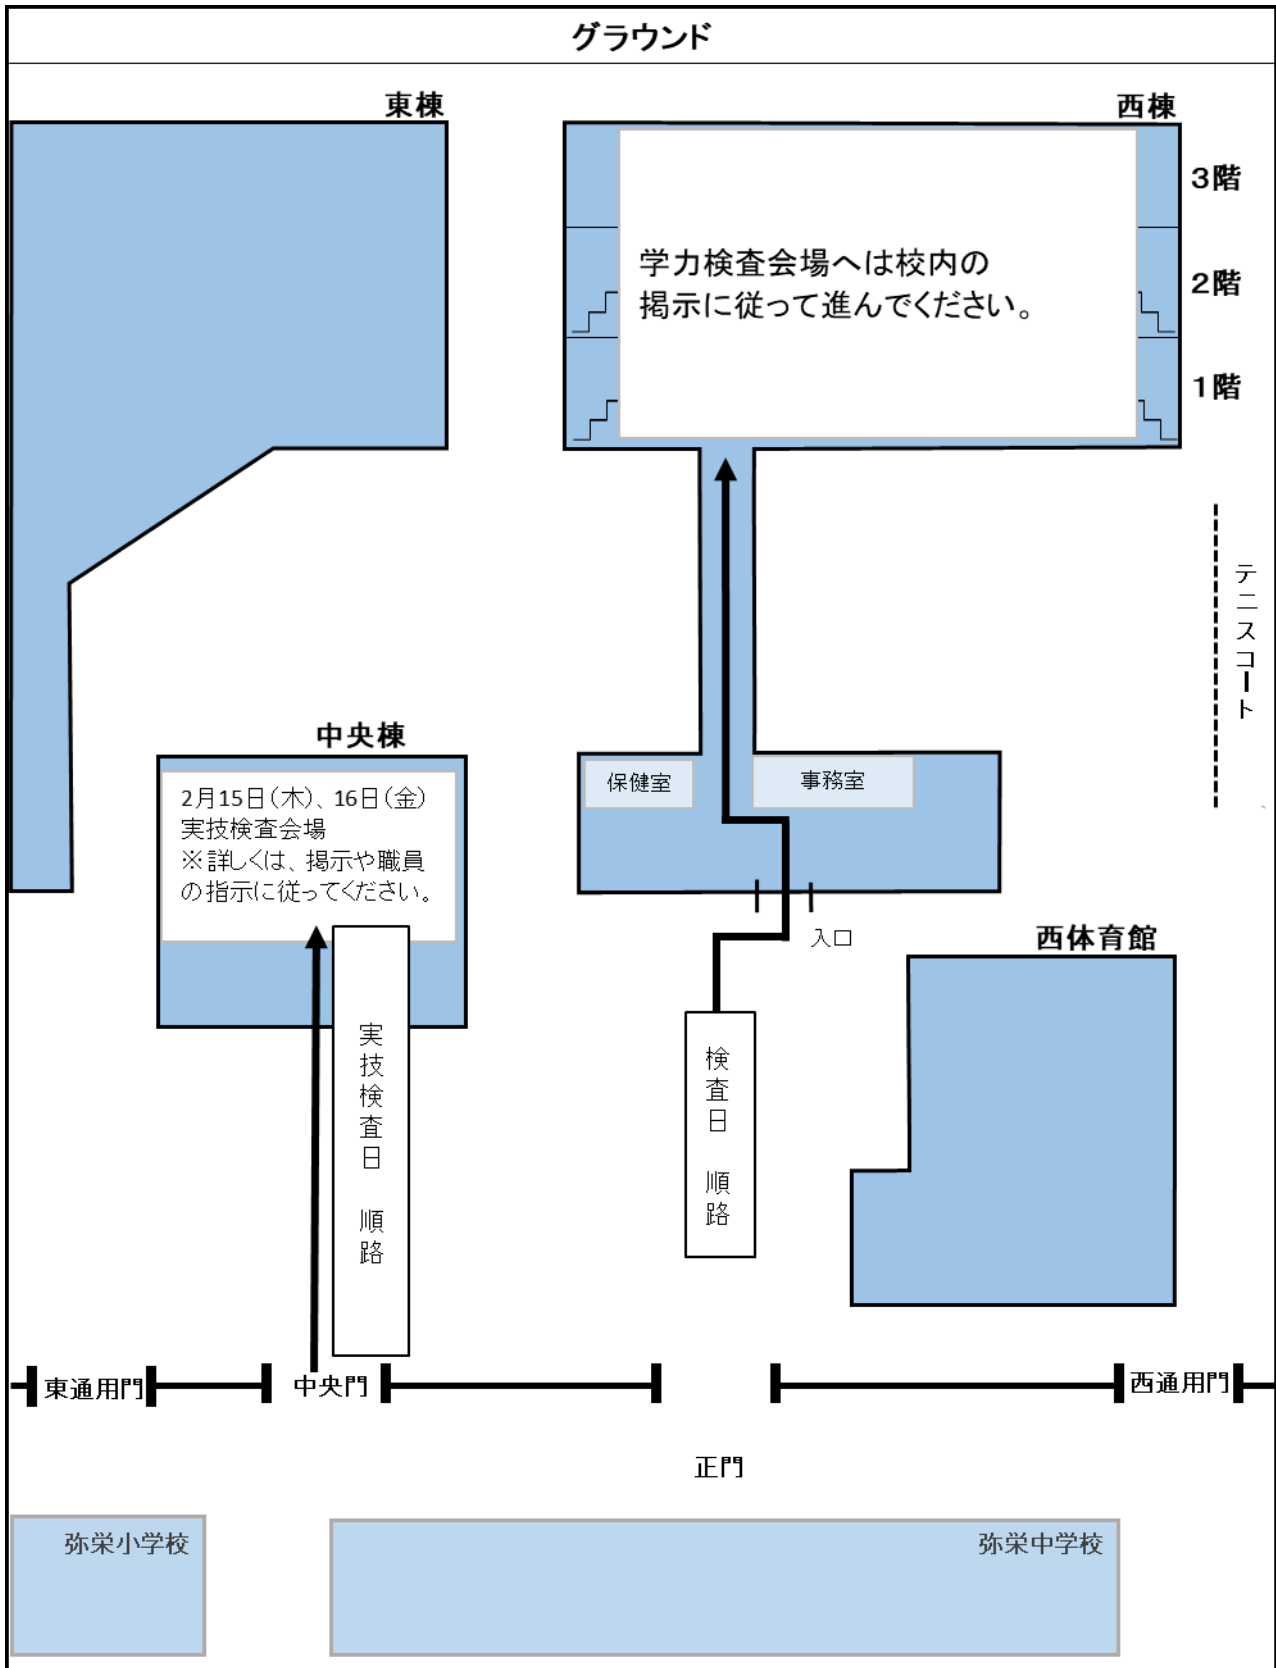 グラウンド
東棟
西棟
3階
学力検査会場へは校内の
掲示に従って進んでください。
2階
1階
テニスコート
中央棟
保健室
事務室
2月15日(木)、16日(金)
実技検査会場
※詳しくは、掲示や職員
の指示に従ってください。
入口
西体育館
実技検査日 順路
検査日 順路
東通用門
中央門
西通用門
正門
弥栄小学校
弥栄中学校